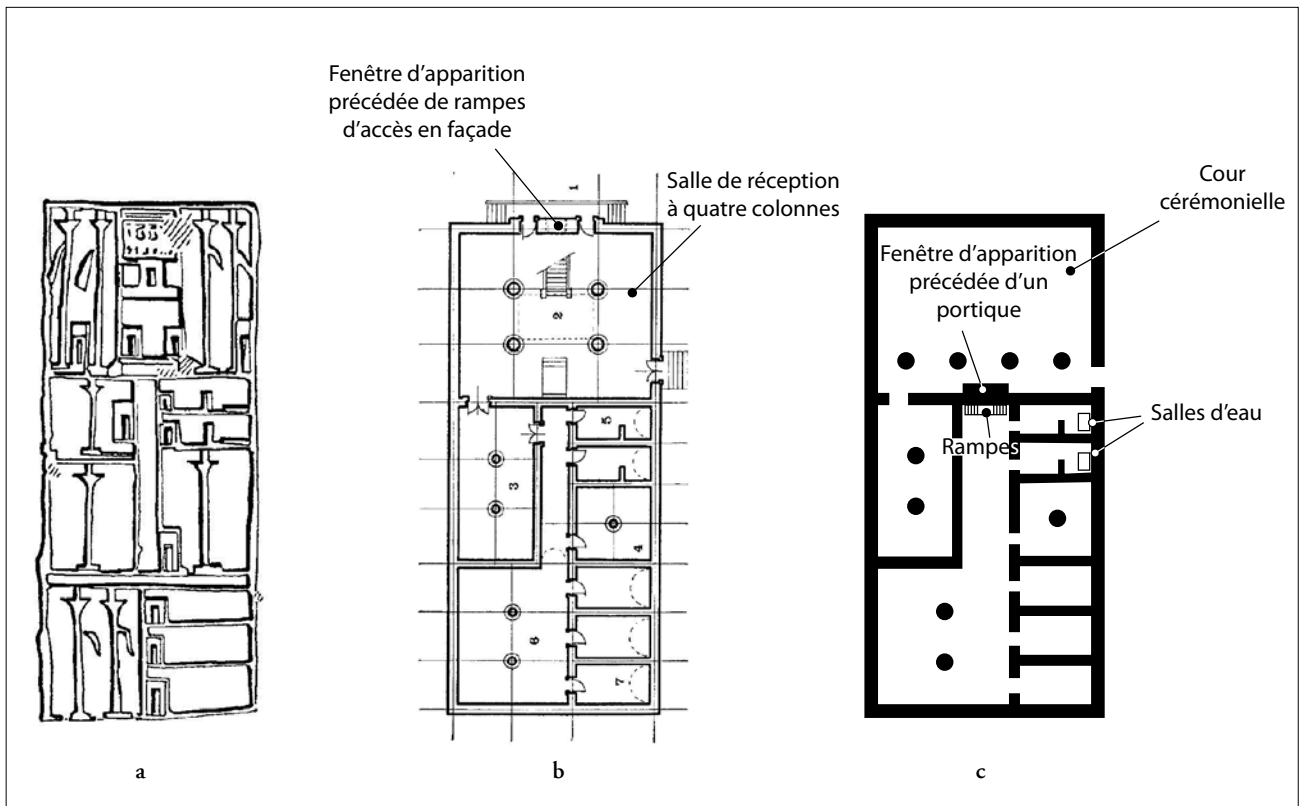 Fenêtre d'apparition
précédée de rampes
d'accès en façade
Salle de réception
à quatre colonnes
Cour
cérémonielle
Fenêtre d'apparition
précédée d'un
portique
Rampes
Salles d'eau
1
2
3
4
5
6
7
a
b
c